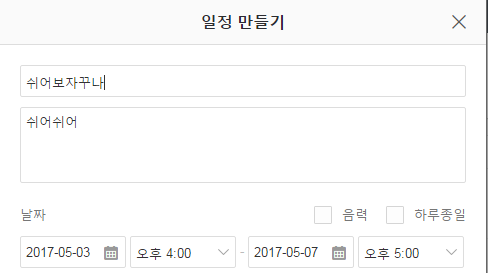 일정 만들기
쉬어보자꾸나
쉬어쉬어
날짜 음력 하루종일
2017-05-03 오후 4:00 - 2017-05-07 오후 5:00